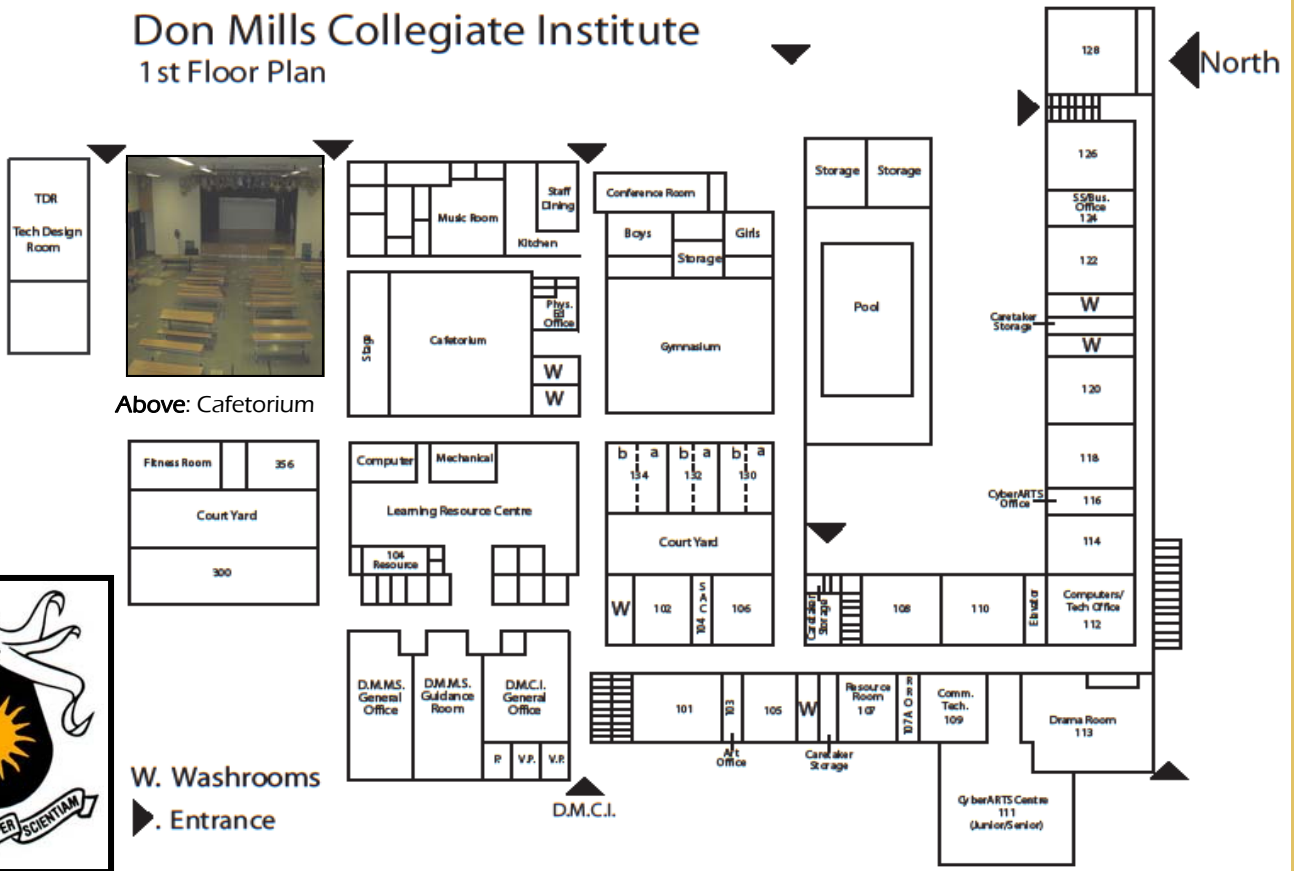 Don Mills Collegiate Institute
1st Floor Plan
North
128
126
SS/Bus.
Office
124
122
W
Caretaker
Storage
W
120
118
CyberARTS
Office
116
114
Computers/
Tech Office
112
Elevator
110
108
Caretaker
Storage
Storage
Storage
Pool
TDR
Tech Design
Room
Above: Cafetorium
Music Room
Staff
Dining
Kitchen
Stage
Cafetorium
Phys.
Ed
Office
W
W
Conference Room
Boys
Girls
Storage
Gymnasium
Fitness Room
356
Court Yard
300
Computer
Mechanical
Learning Resource Centre
104
Resource
b a
134
b a
132
b a
130
Court Yard
W
102
SAC
104
106
D.M.M.S.
General
Office
D.M.M.S.
Guidance
Room
D.M.C.I.
General
Office
P.
V.P.
V.P.
D.M.C.I.
101
103
Art
Office
105
W
Caretaker
Storage
Resource
Room
107
107A
Comm.
Tech.
109
Drama Room
113
CyberARTS Centre
111
(Junior/Senior)
W. Washrooms
. Entrance
SCIENTIAM